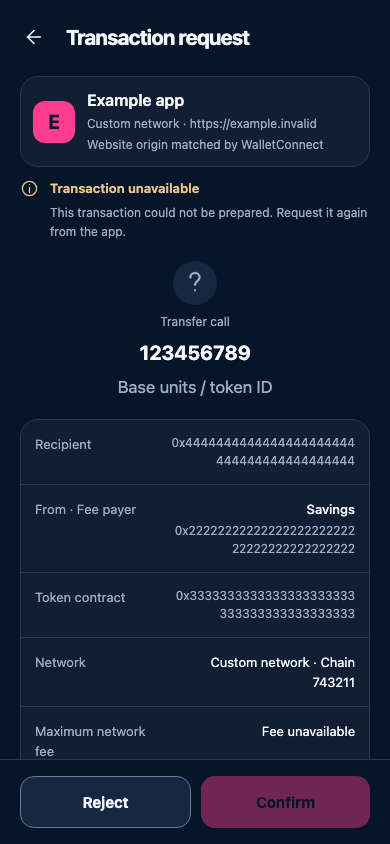 Transaction request
E
Example app
Custom network · https://example.invalid
Website origin matched by WalletConnect
Transaction unavailable
This transaction could not be prepared. Request it again
from the app.
?
Transfer call
123456789
Base units / token ID
Recipient
0x4444444444444444444444
444444444444444444
From · Fee payer
Savings
0x2222222222222222222222
222222222222222222
Token contract
0x3333333333333333333333
333333333333333333
Network
Custom network · Chain
743211
Maximum network
fee
Fee unavailable
Reject
Confirm